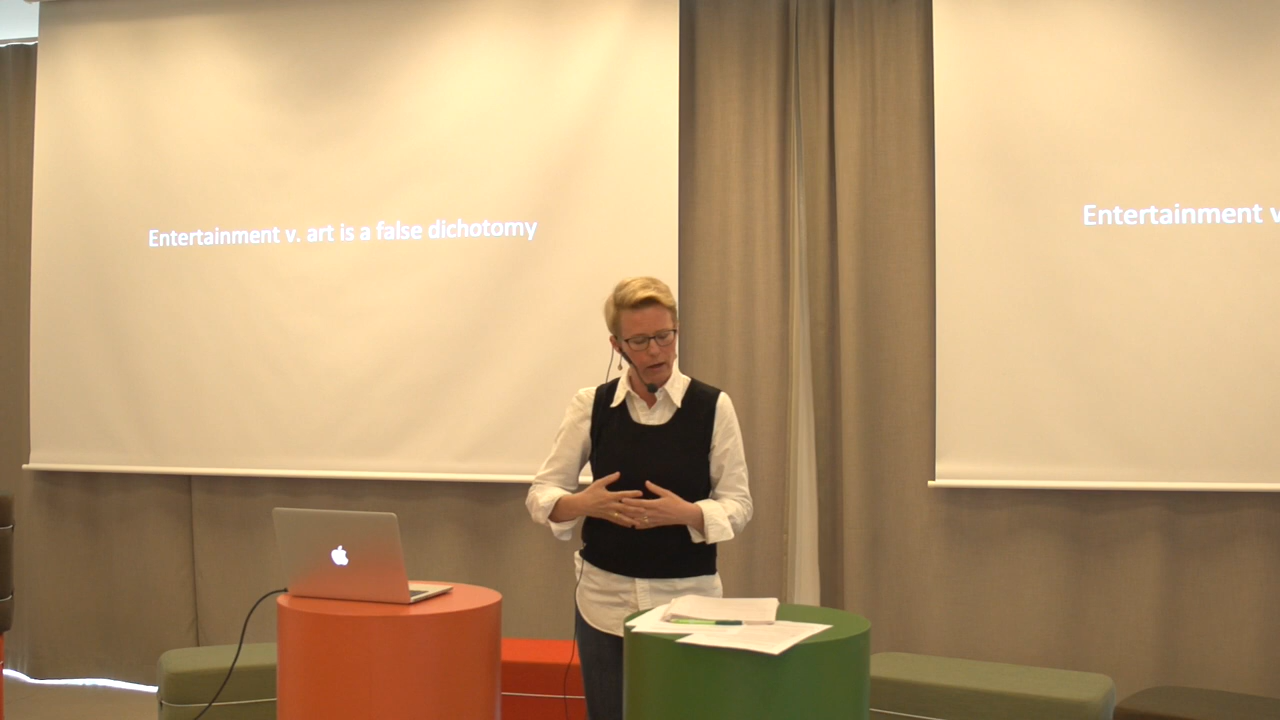 Entertainment v. art is a false dichotomy
Entertainment v